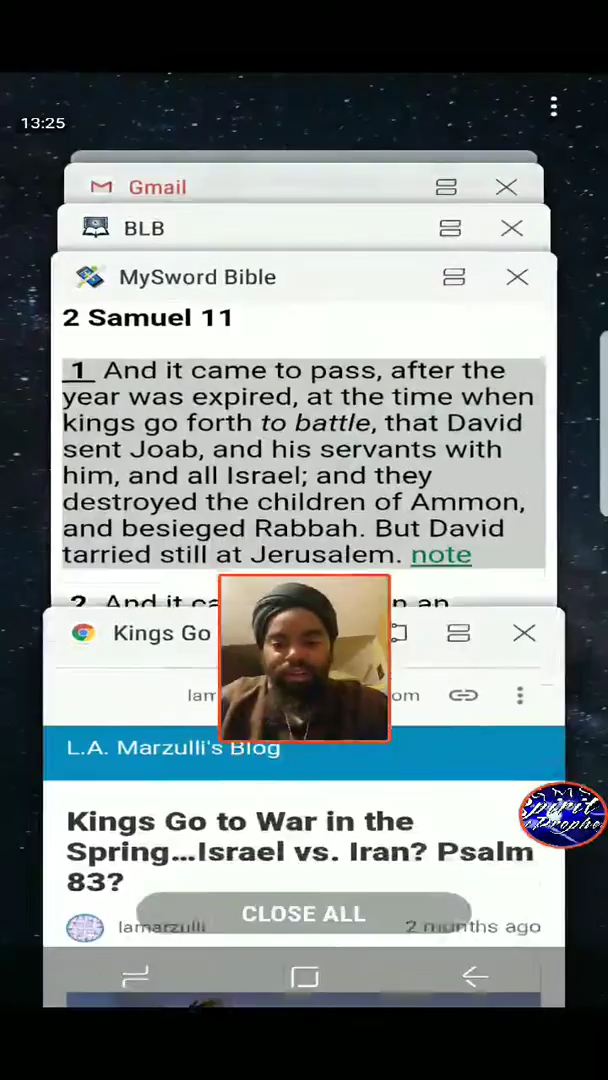 13:25
Gmail
BLB
MySword Bible
2 Samuel 11
1 And it came to pass, after the
year was expired, at the time when
kings go forth to battle, that David
sent Joab, and his servants with
him, and all Israel; and they
destroyed the children of Ammon,
and besieged Rabbah. But David
tarried still at Jerusalem. note
2 And it
Kings Go
L.A. Marzulli's Blog
Kings Go to War in the
Spring...Israel vs. Iran? Psalm
83?
CLOSE ALL
lamarzulli 2 months ago
Spirit